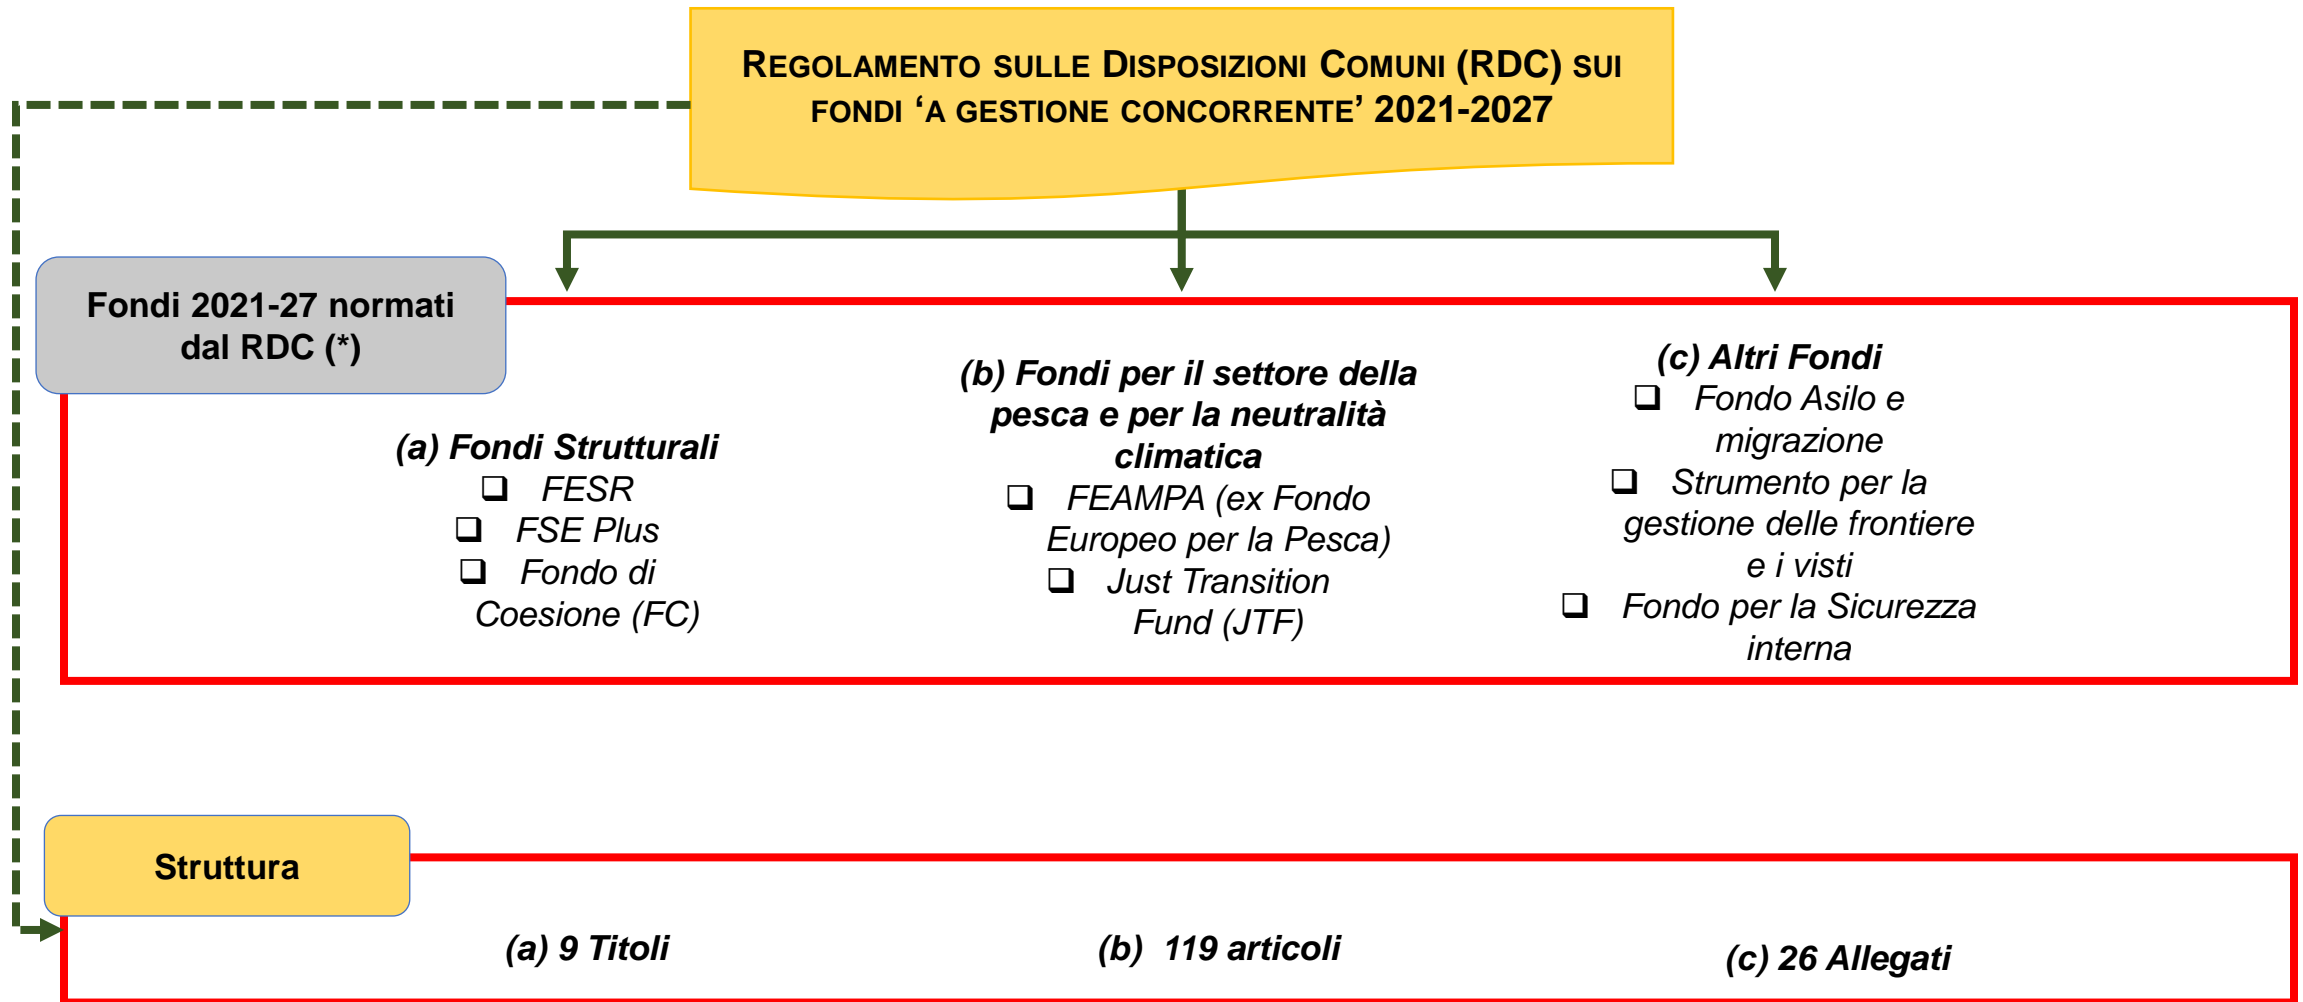 REGOLAMENTO SULLE DISPOSIZIONI COMUNI (RDC) SUI
FONDI ‘A GESTIONE CONCORRENTE’ 2021-2027
Fondi 2021-27 normati
dal RDC (*)
(a) Fondi Strutturali
❑ FESR
❑ FSE Plus
❑ Fondo di
Coesione (FC)
(b) Fondi per il settore della
pesca e per la neutralità
climatica
❑ FEAMPA (ex Fondo
Europeo per la Pesca)
❑ Just Transition
Fund (JTF)
(c) Altri Fondi
❑ Fondo Asilo e
migrazione
❑ Strumento per la
gestione delle frontiere
e i visti
❑ Fondo per la Sicurezza
interna
Struttura
(a) 9 Titoli
(b) 119 articoli
(c) 26 Allegati